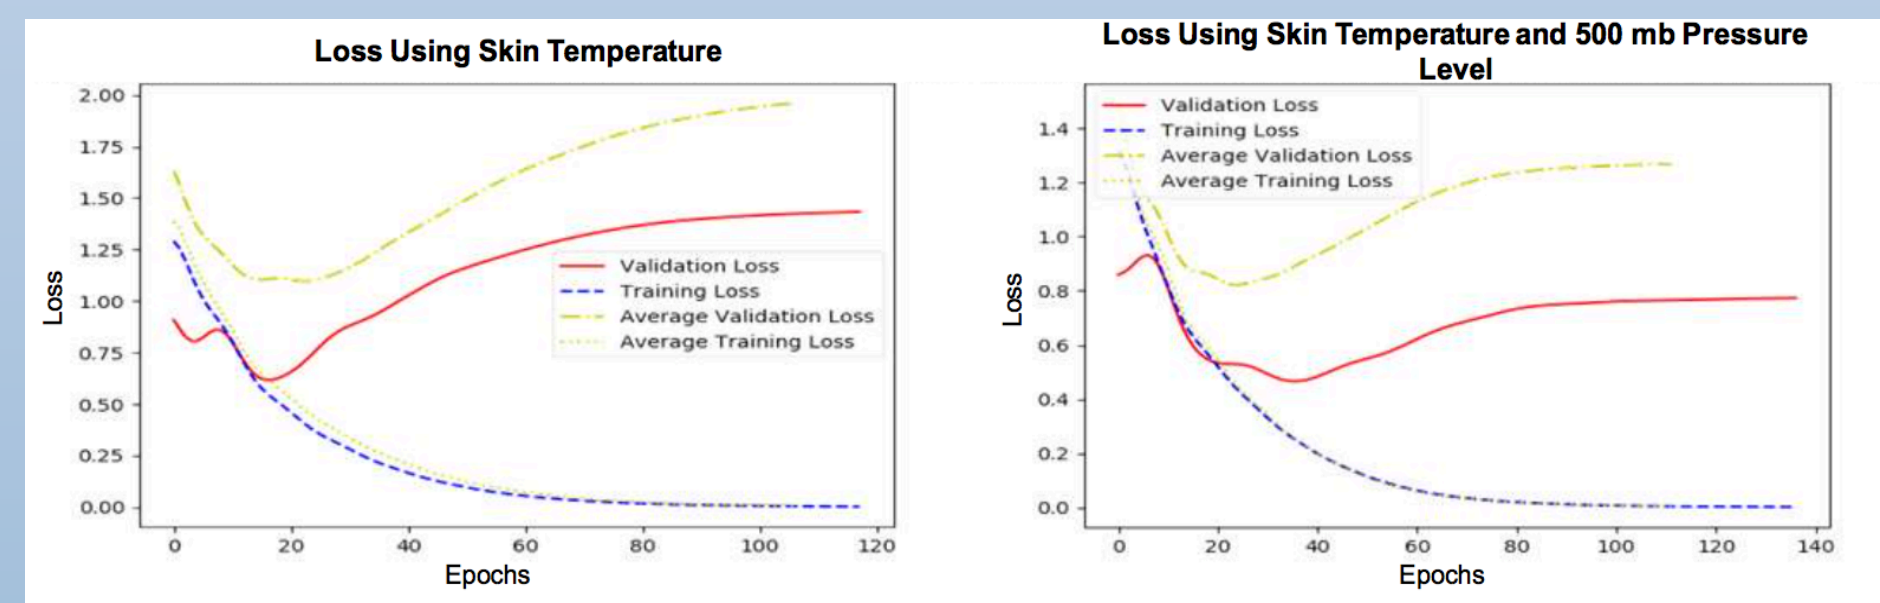 Loss Using Skin Temperature
2.00
1.75
1.50
1.25
1.00
0.75
0.50
0.25
0.00
Loss
Validation Loss
Training Loss
Average Validation Loss
Average Training Loss
0 20 40 60 80 100 120
Epochs
Loss Using Skin Temperature and 500 mb Pressure
Level
Validation Loss
Training Loss
Average Validation Loss
Average Training Loss
1.4
1.2
1.0
0.8
0.6
0.4
0.2
0.0
Loss
0 20 40 60 80 100 120 140
Epochs